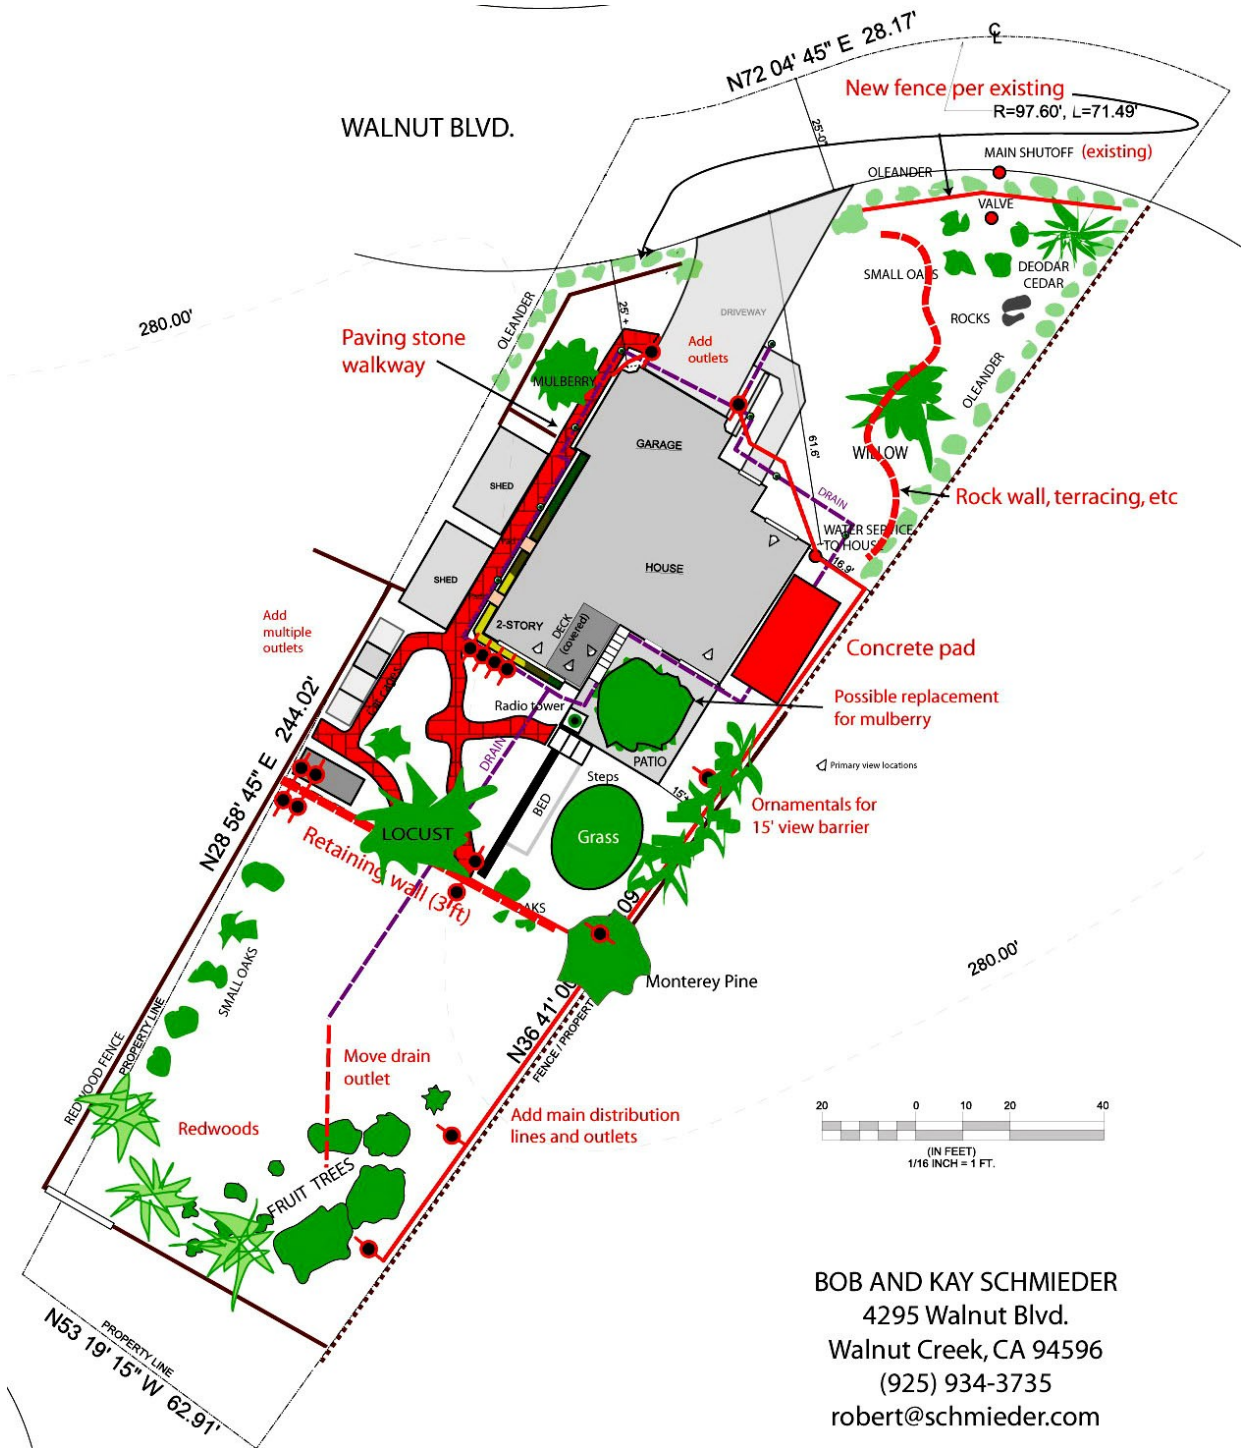 N72 04' 45" E  28.17'
New fence per existing
R=97.60', L=71.49'
WALNUT BLVD.
25'-0"
MAIN SHUTOFF (existing)
OLEANDER
VALVE
SMALL OAKS
DEODAR
CEDAR
ROCKS
OLEANDER
280.00'
OLEANDER
25' ±
DRIVEWAY
Paving stone
walkway
Add
outlets
MULBERRY
GARAGE
61.6'
WILLOW
Rock wall, terracing, etc
SHED
DRAIN
WATER SERVICE
TO HOUSE
16.9'
SHED
HOUSE
2-STORY
DECK
(covered)
Add
multiple
outlets
Concrete pad
Possible replacement
for mulberry
Radio tower
DRAIN
PATIO
Primary view locations
Steps
15'±
BED
Grass
Ornamentals for
15' view barrier
N28 58' 45" E  244.02'
LOCUST
Retaining wall (3 ft)
OAKS
SMALL OAKS
Monterey Pine
280.00'
N36 41' 00"
FENCE / PROPERTY
REDWOOD FENCE
PROPERTY LINE
Move drain
outlet
Add main distribution
lines and outlets
Redwoods
FRUIT TREES
20 0 10 20 40
(IN FEET)
1/16 INCH = 1 FT.
PROPERTY LINE
N53 19' 15" W  62.91'
BOB AND KAY SCHMIEDER
4295 Walnut Blvd.
Walnut Creek, CA 94596
(925) 934-3735
robert@schmieder.com